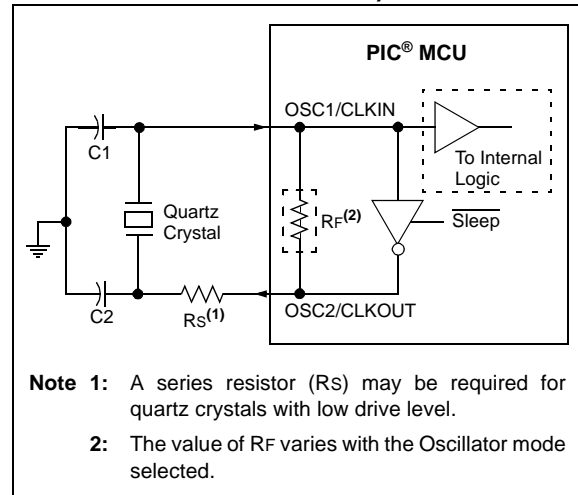 PIC® MCU
OSC1/CLKIN
C1
To Internal
Logic
Quartz
Crystal
RF(2)
Sleep
C2
RS(1)
OSC2/CLKOUT
Note 1: A series resistor (RS) may be required for
quartz crystals with low drive level.
2: The value of RF varies with the Oscillator mode
selected.